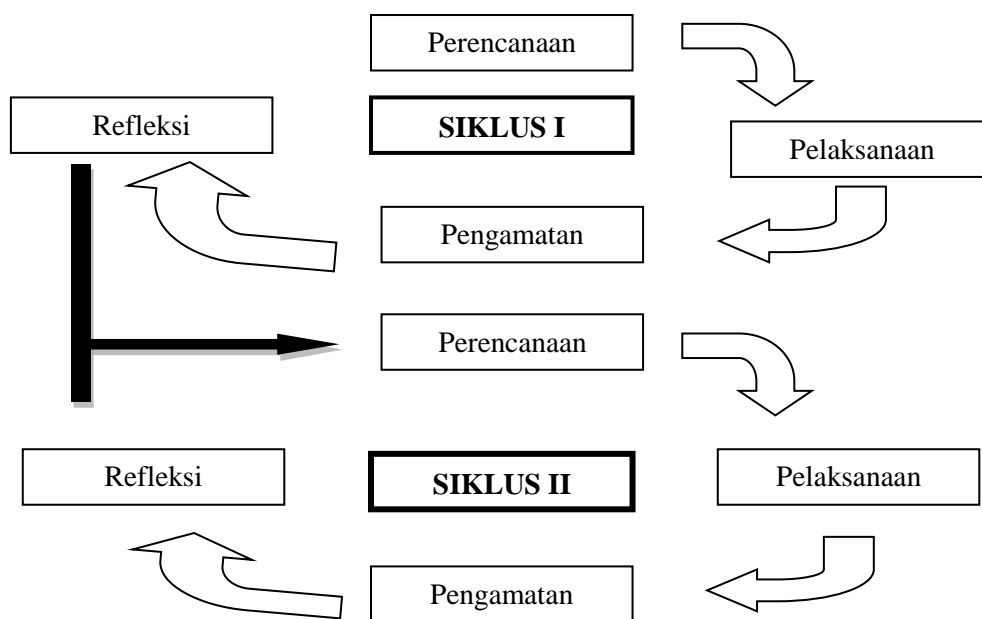 Perencanaan
Refleksi
SIKLUS I
Pelaksanaan
Pengamatan
Perencanaan
Refleksi
SIKLUS II
Pelaksanaan
Pengamatan